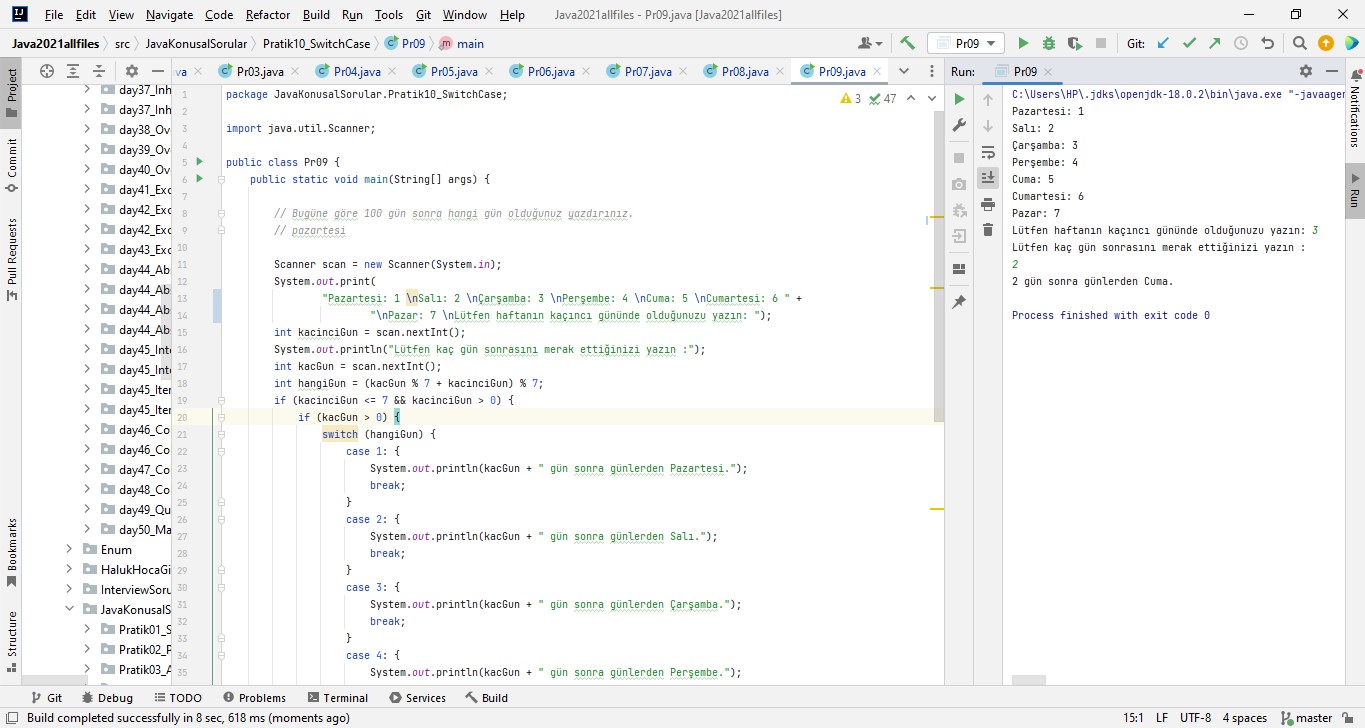 File Edit View Navigate Code Refactor Build Run Tools Git Window Help Java2021allfiles - Pr09.java [Java2021allfiles]
Java2021allfiles src JavaKonusalSorular Pratik10_SwitchCase Pr09 main Pr09 Git:
va Pr03.java Pr04.java Pr05.java Pr06.java Pr07.java Pr08.java Pr09.java Run: Pr09
Project
Commit
Pull Requests
Bookmarks
Structure
day37_Inh
day37_Inh
day38_Ov
day39_Ov
day40_Ov
day41_Exc
day42_Exc
day42_Exc
day43_Exc
day44_Abs
day44_Abs
day44_Abs
day44_Abs
day45_Inte
day45_Inte
day45_Iter
day45_Iter
day46_Co
day46_Co
day47_Co
day48_Co
day49_Qu
day50_Ma
Enum
HalukHocaGi
InterviewSoru
JavaKonusalS
Pratik01_S
Pratik02_F
Pratik03_A
3 47
1 package JavaKonusalSorular.Pratik10_SwitchCase;
2
3 import java.util.Scanner;
4
5 public class Pr09 {
6 public static void main(String[] args) {
7
8 // Bugüne göre 100 gün sonra hangi gün olduğunuz yazdırınız.
9 // pazartesi
10
11 Scanner scan = new Scanner(System.in);
12 System.out.print(
13 "Pazartesi: 1 \nSalı: 2 \nÇarşamba: 3 \nPerşembe: 4 \nCuma: 5 \nCumartesi: 6 " +
14 "\nPazar: 7 \nLütfen haftanın kaçıncı gününde olduğunuzu yazın: ");
15 int kacinciGun = scan.nextInt();
16 System.out.println("Lütfen kaç gün sonrasını merak ettiğinizi yazın :");
17 int kacGun = scan.nextInt();
18 int hangiGun = (kacGun % 7 + kacinciGun) % 7;
19 if (kacinciGun <= 7 && kacinciGun > 0) {
20 if (kacGun > 0) {
21 switch (hangiGun) {
22 case 1: {
23 System.out.println(kacGun + " gün sonra günlerden Pazartesi.");
24 break;
25 }
26 case 2: {
27 System.out.println(kacGun + " gün sonra günlerden Salı.");
28 break;
29 }
30 case 3: {
31 System.out.println(kacGun + " gün sonra günlerden Çarşamba.");
32 break;
33 }
34 case 4: {
35 System.out.println(kacGun + " gün sonra günlerden Perşembe.");
C:\Users\HP\.jdks\openjdk-18.0.2\bin\java.exe "-javaagen
Pazartesi: 1
Salı: 2
Çarşamba: 3
Perşembe: 4
Cuma: 5
Cumartesi: 6
Pazar: 7
Lütfen haftanın kaçıncı gününde olduğunuzu yazın: 3
Lütfen kaç gün sonrasını merak ettiğinizi yazın :
2
2 gün sonra günlerden Cuma.
Process finished with exit code 0
Notifications
Run
Git Debug TODO Problems Terminal Services Build
Build completed successfully in 8 sec, 618 ms (moments ago) 15:1 LF UTF-8 4 spaces master